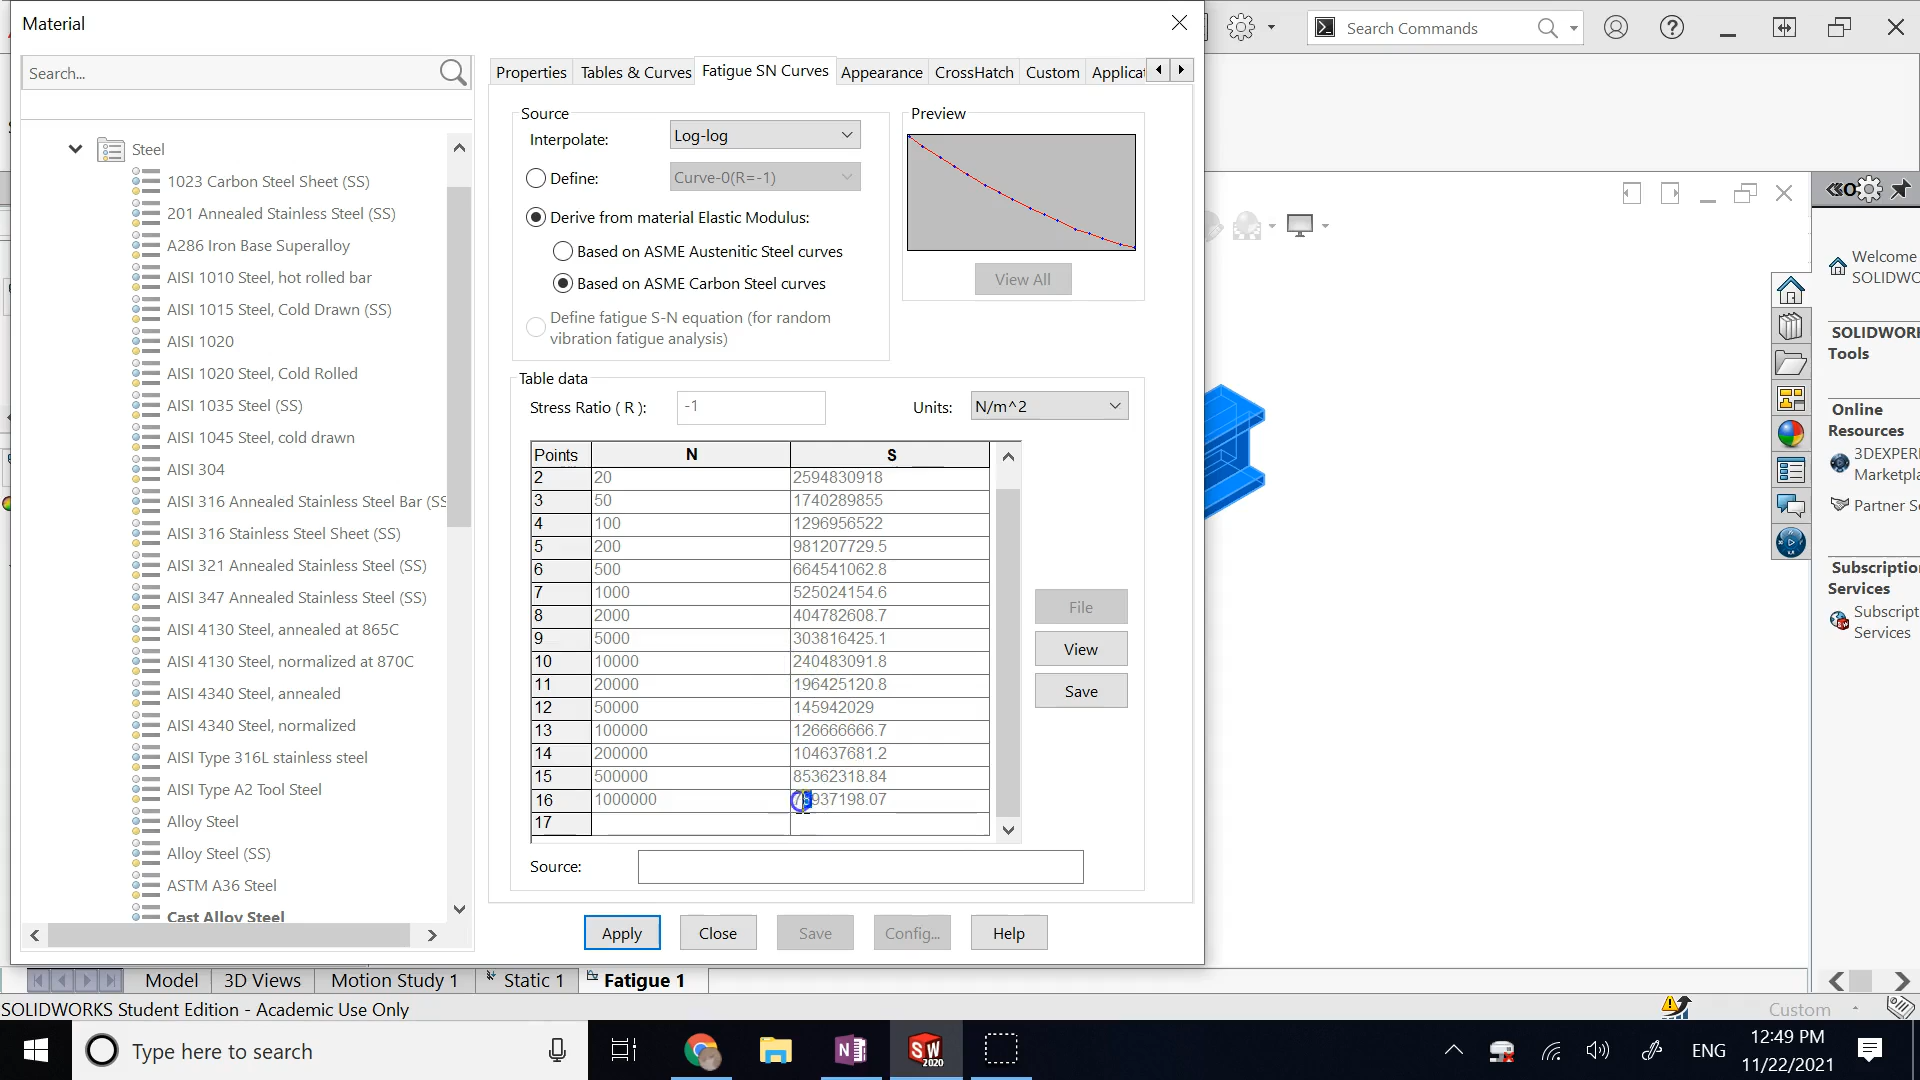 Material
Search...
Steel
1023 Carbon Steel Sheet (SS)
201 Annealed Stainless Steel (SS)
A286 Iron Base Superalloy
AISI 1010 Steel, hot rolled bar
AISI 1015 Steel, Cold Drawn (SS)
AISI 1020
AISI 1020 Steel, Cold Rolled
AISI 1035 Steel (SS)
AISI 1045 Steel, cold drawn
AISI 304
AISI 316 Annealed Stainless Steel Bar (SS
AISI 316 Stainless Steel Sheet (SS)
AISI 321 Annealed Stainless Steel (SS)
AISI 347 Annealed Stainless Steel (SS)
AISI 4130 Steel, annealed at 865C
AISI 4130 Steel, normalized at 870C
AISI 4340 Steel, annealed
AISI 4340 Steel, normalized
AISI Type 316L stainless steel
AISI Type A2 Tool Steel
Alloy Steel
Alloy Steel (SS)
ASTM A36 Steel
Cast Alloy Steel
Properties Tables & Curves Fatigue SN Curves Appearance CrossHatch Custom Applicat
Source
Interpolate: Log-log
Define: Curve-0(R=-1)
Derive from material Elastic Modulus:
Based on ASME Austenitic Steel curves
Based on ASME Carbon Steel curves
Define fatigue S-N equation (for random
vibration fatigue analysis)
Preview
View All
Table data
Stress Ratio ( R ): -1 Units: N/m^2
Points N S
2 20 2594830918
3 50 1740289855
4 100 1296956522
5 200 981207729.5
6 500 664541062.8
7 1000 525024154.6
8 2000 404782608.7
9 5000 303816425.1
10 10000 240483091.8
11 20000 196425120.8
12 50000 145942029
13 100000 126666666.7
14 200000 104637681.2
15 500000 85362318.84
16 1000000
17
File
View
Save
Source:
Apply Close Save Config... Help
Search Commands
Welcome
SOLIDWO
SOLIDWORK
Tools
Online
Resources
3DEXPERI
Marketpla
Partner So
Subscriptio
Services
Subscript
Services
Model 3D Views Motion Study 1 Static 1 Fatigue 1
SOLIDWORKS Student Edition - Academic Use Only
Custom
Type here to search
SW
2020
ENG
12:49 PM
11/22/2021